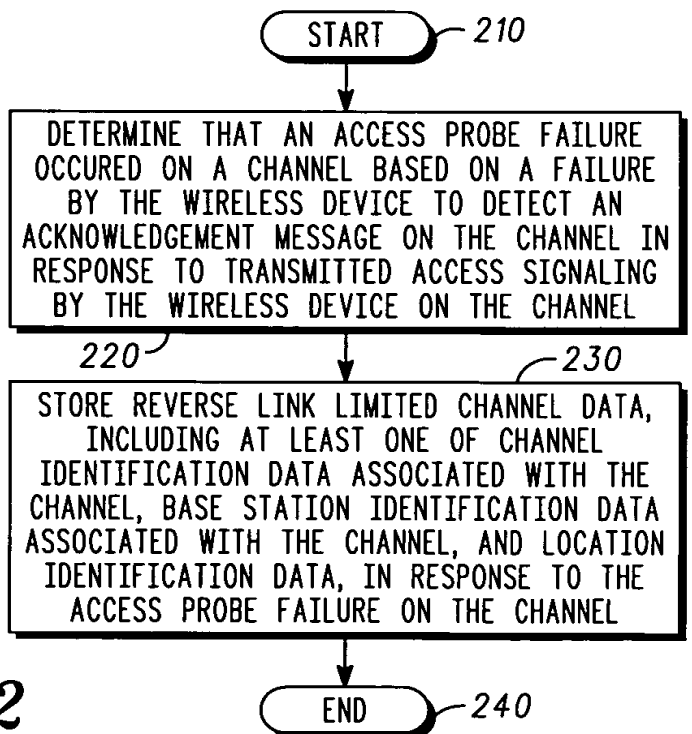 START 210
DETERMINE THAT AN ACCESS PROBE FAILURE
OCCURED ON A CHANNEL BASED ON A FAILURE
BY THE WIRELESS DEVICE TO DETECT AN
ACKNOWLEDGEMENT MESSAGE ON THE CHANNEL IN
RESPONSE TO TRANSMITTED ACCESS SIGNALING
BY THE WIRELESS DEVICE ON THE CHANNEL
220 230
STORE REVERSE LINK LIMITED CHANNEL DATA,
INCLUDING AT LEAST ONE OF CHANNEL
IDENTIFICATION DATA ASSOCIATED WITH THE
CHANNEL, BASE STATION IDENTIFICATION DATA
ASSOCIATED WITH THE CHANNEL, AND LOCATION
IDENTIFICATION DATA, IN RESPONSE TO THE
ACCESS PROBE FAILURE ON THE CHANNEL
2
END 240